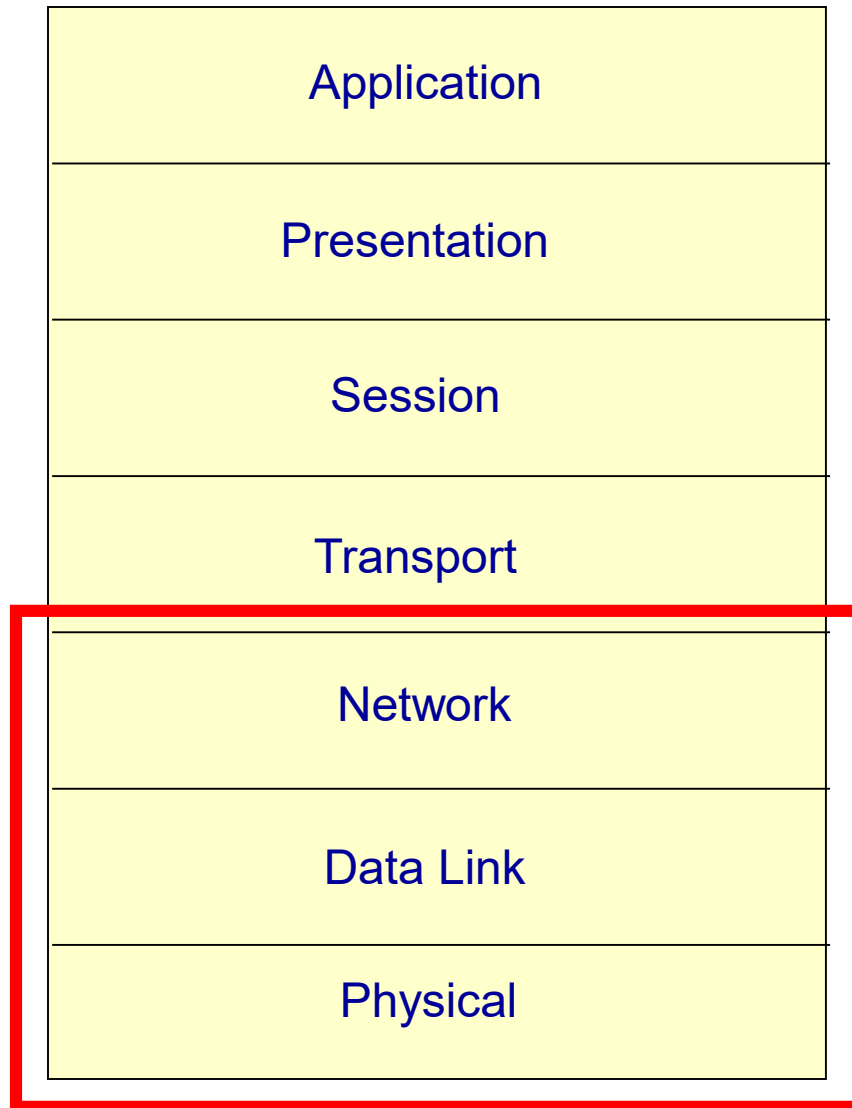 Application
Presentation
Session
Transport
Network
Data Link
Physical